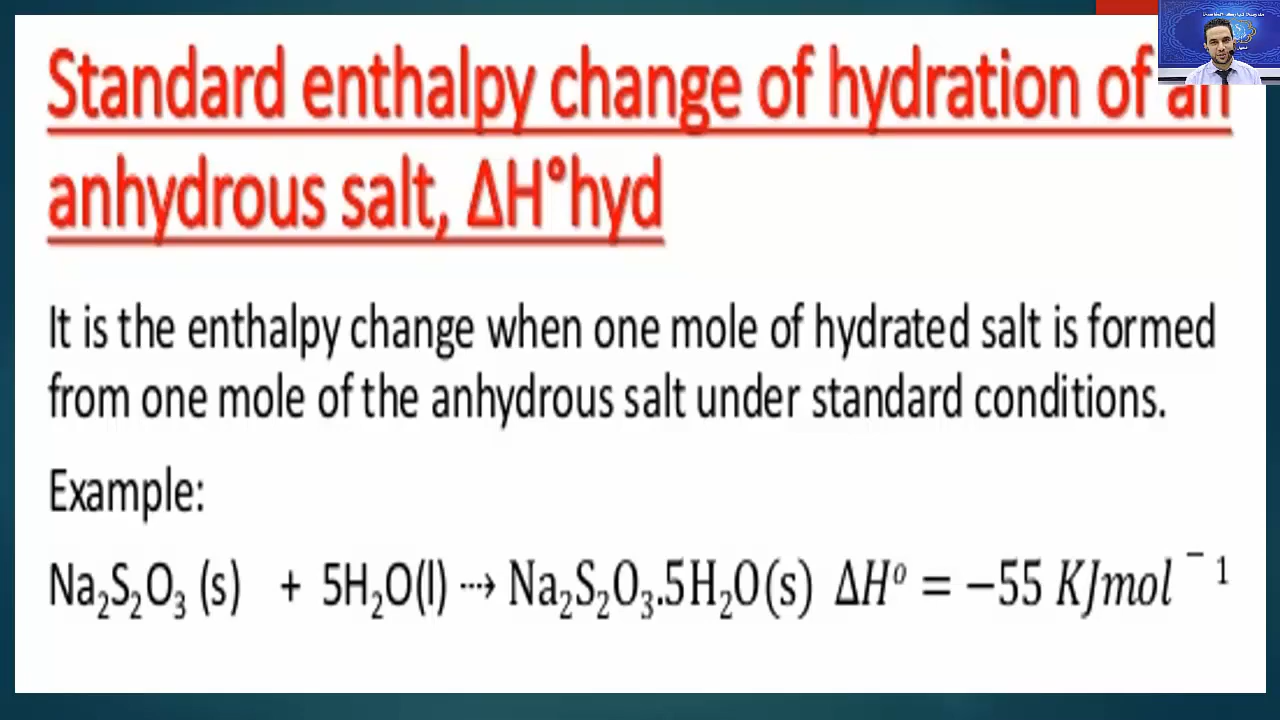 Standard enthalpy change of hydration of an
anhydrous salt, ΔH°hyd
It is the enthalpy change when one mole of hydrated salt is formed
from one mole of the anhydrous salt under standard conditions.
Example:
Na₂S₂O₃ (s) + 5H₂O(l) ⇢ Na₂S₂O₃.5H₂O(s) ΔHᵒ = −55 KJmol⁻¹